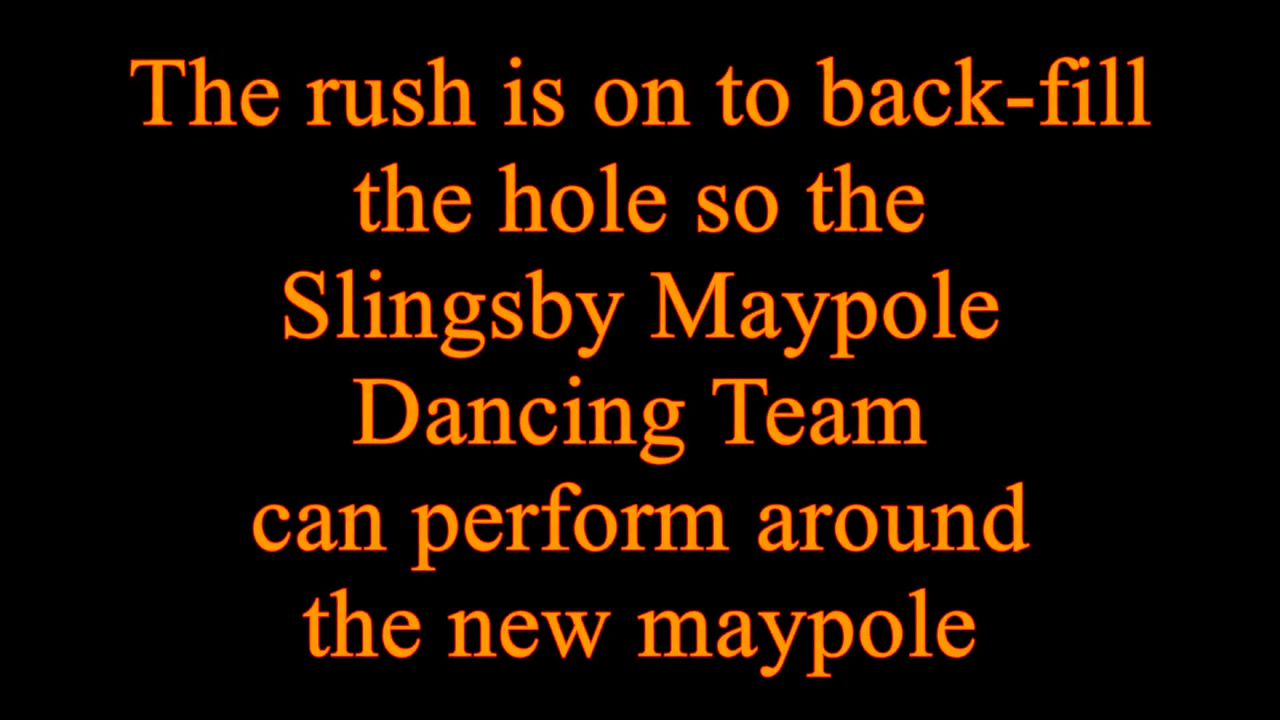 The rush is on to back-fill
the hole so the
Slingsby Maypole
Dancing Team
can perform around
the new maypole